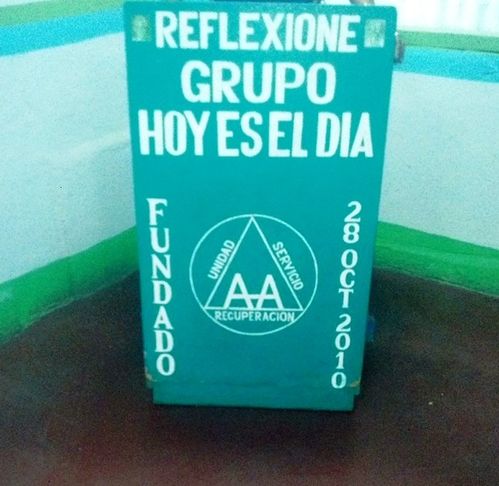 REFLEXIONE
GRUPO
HOY ES EL DIA
FUNDADO
28 OCT 2010
UNIDAD
SERVICIO
AA
RECUPERACION